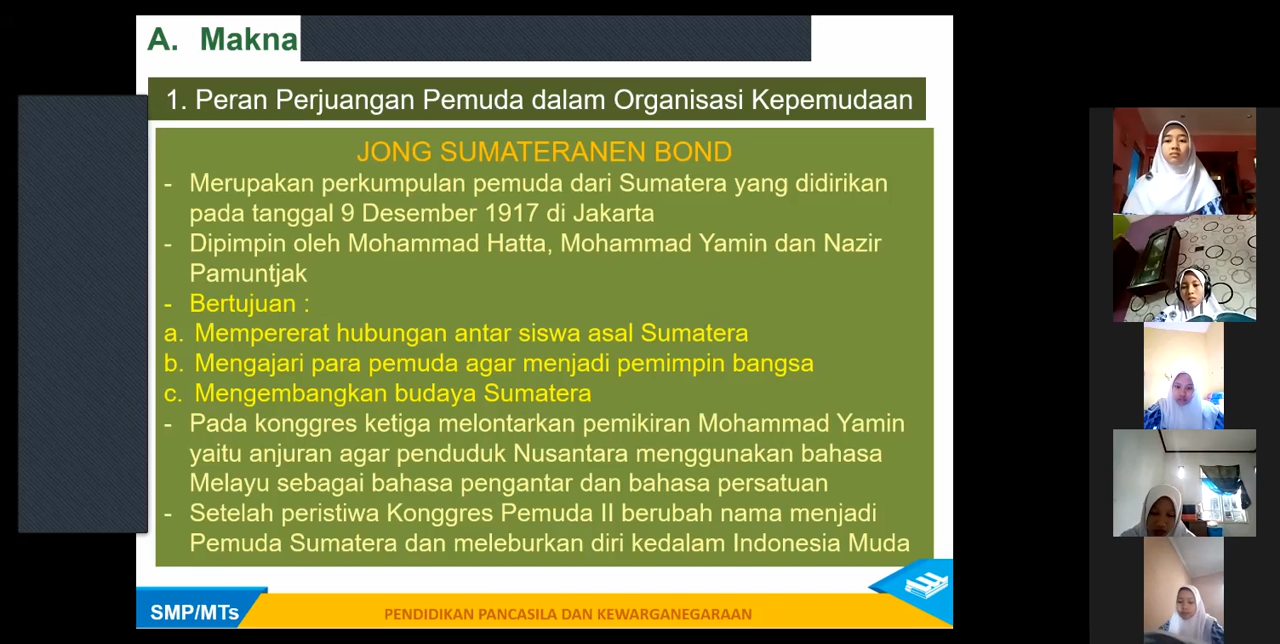 A. Makna
1. Peran Perjuangan Pemuda dalam Organisasi Kepemudaan
JONG SUMATERANEN BOND
- Merupakan perkumpulan pemuda dari Sumatera yang didirikan
pada tanggal 9 Desember 1917 di Jakarta
- Dipimpin oleh Mohammad Hatta, Mohammad Yamin dan Nazir
Pamuntjak
- Bertujuan :
a. Mempererat hubungan antar siswa asal Sumatera
b. Mengajari para pemuda agar menjadi pemimpin bangsa
c. Mengembangkan budaya Sumatera
- Pada konggres ketiga melontarkan pemikiran Mohammad Yamin
yaitu anjuran agar penduduk Nusantara menggunakan bahasa
Melayu sebagai bahasa pengantar dan bahasa persatuan
- Setelah peristiwa Konggres Pemuda II berubah nama menjadi
Pemuda Sumatera dan meleburkan diri kedalam Indonesia Muda
SMP/MTs
PENDIDIKAN PANCASILA DAN KEWARGANEGARAAN